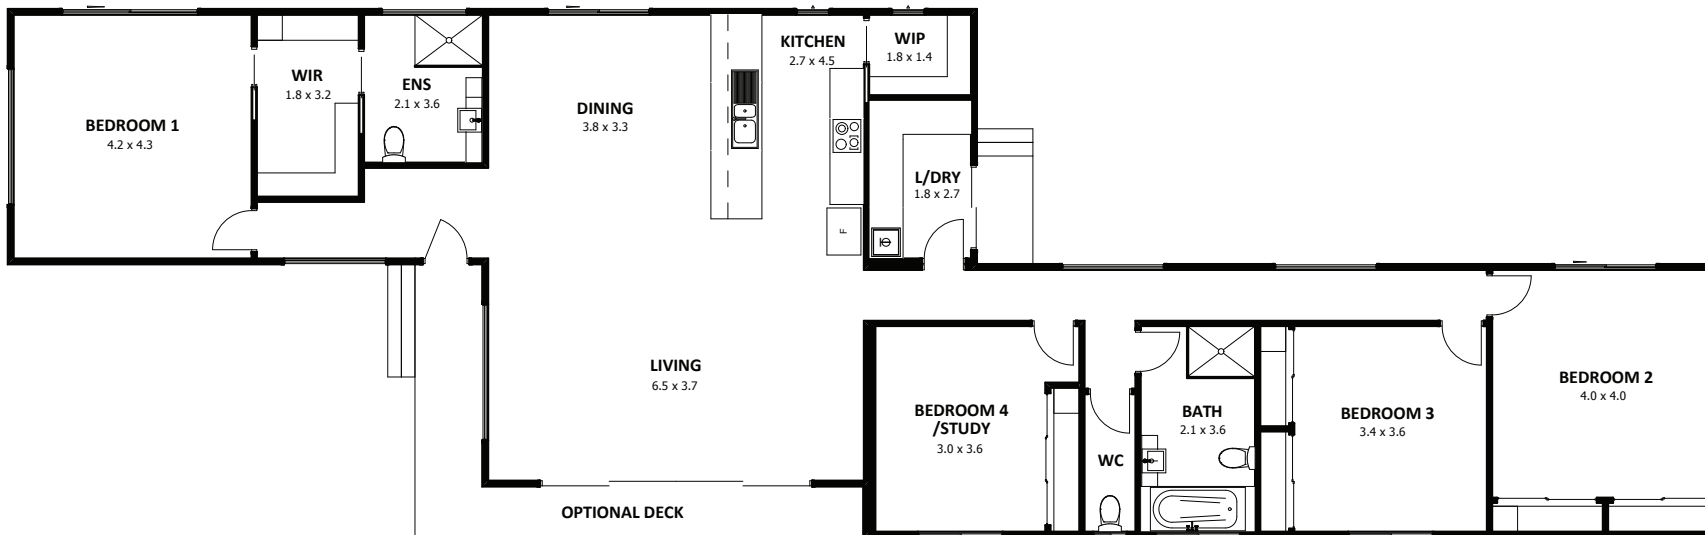 BEDROOM 1
4.2 x 4.3
WIR
1.8 x 3.2
ENS
2.1 x 3.6
DINING
3.8 x 3.3
KITCHEN
2.7 x 4.5
WIP
1.8 x 1.4
L/DRY
1.8 x 2.7
F
LIVING
6.5 x 3.7
OPTIONAL DECK
BEDROOM 4
/STUDY
3.0 x 3.6
WC
BATH
2.1 x 3.6
BEDROOM 3
3.4 x 3.6
BEDROOM 2
4.0 x 4.0